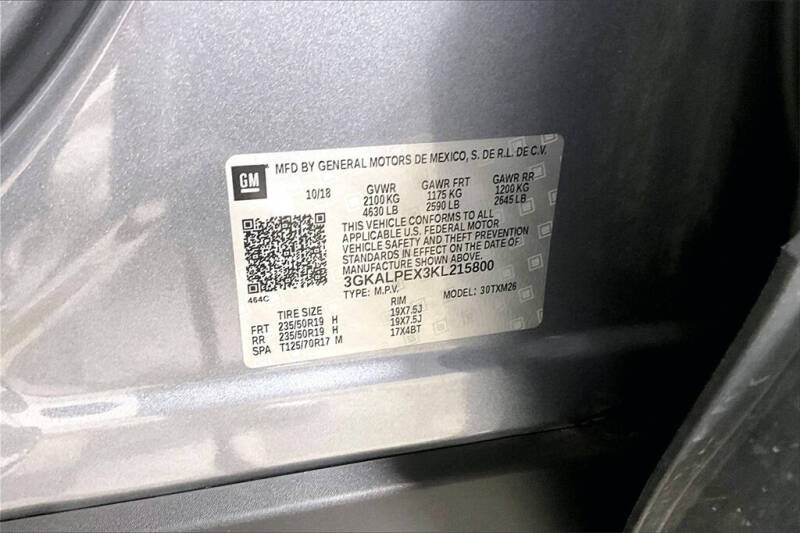 GM
MFD BY GENERAL MOTORS DE MEXICO, S. DE R.L. DE C.V.
10/18 GVWR GAWR FRT GAWR RR
2100 KG 1175 KG 1200 KG
4630 LB 2590 LB 2645 LB
THIS VEHICLE CONFORMS TO ALL
APPLICABLE U.S. FEDERAL MOTOR
VEHICLE SAFETY AND THEFT PREVENTION
STANDARDS IN EFFECT ON THE DATE OF
MANUFACTURE SHOWN ABOVE.
3GKALPEX3KL215800
464C TYPE: M.P.V. MODEL: 30TXM26
TIRE SIZE RIM
FRT 235/50R19 H 19X7.5J
RR 235/50R19 H 19X7.5J
SPA T125/70R17 M 17X4BT